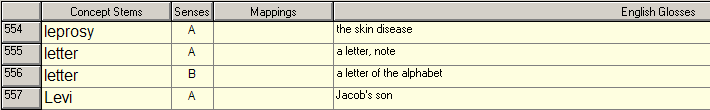 Concept Stems Senses Mappings English Glosses
554 leprosy A the skin disease
555 letter A a letter, note
556 letter B a letter of the alphabet
557 Levi A Jacob's son